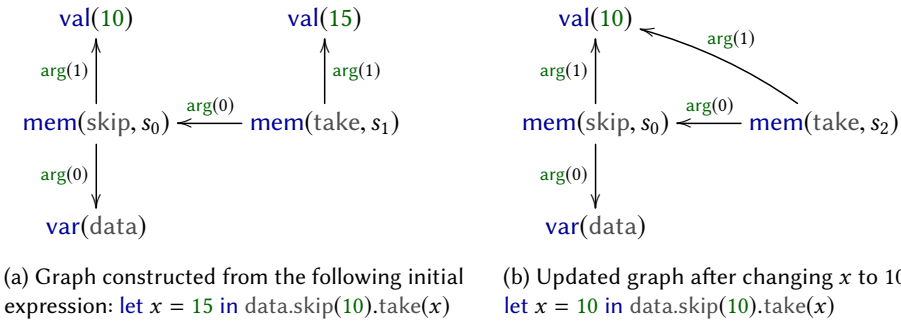 val(10)
val(15)
arg(1)
arg(1)
arg(0)
mem(skip, s₀)
mem(take, s₁)
arg(0)
var(data)
(a) Graph constructed from the following initial
expression: let x = 15 in data.skip(10).take(x)
val(10)
arg(1)
arg(1)
arg(0)
mem(skip, s₀)
mem(take, s₂)
arg(0)
var(data)
(b) Updated graph after changing x to 10
let x = 10 in data.skip(10).take(x)